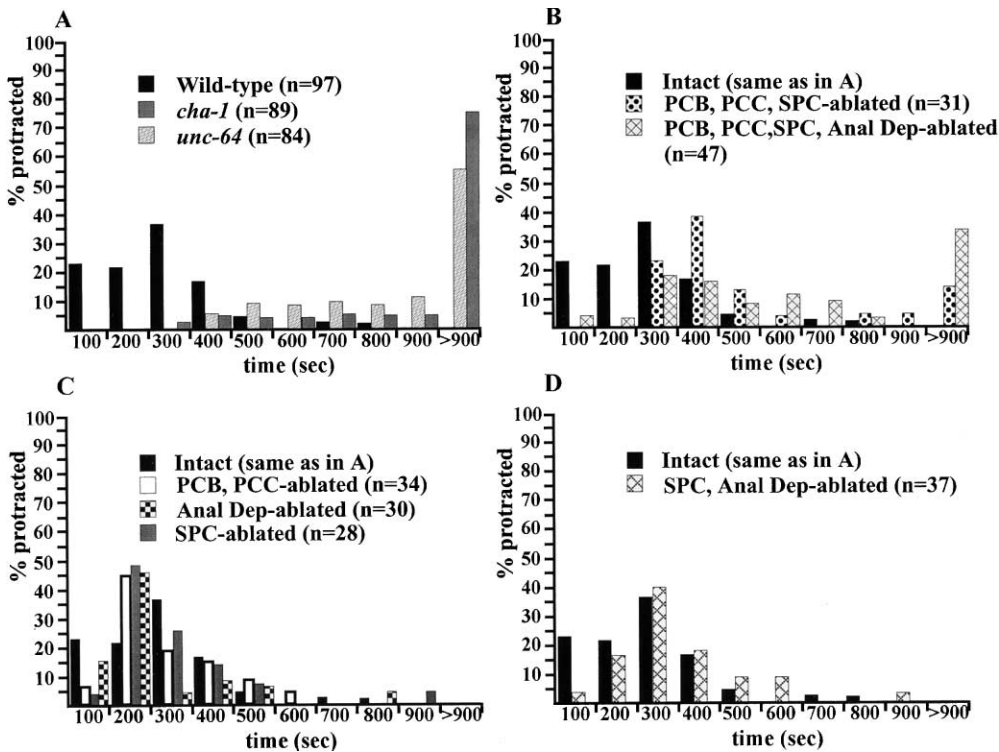 A
% protracted
100
90
80
70
60
50
40
30
20
10
Wild-type (n=97)
cha-1 (n=89)
unc-64 (n=84)
100 200 300 400 500 600 700 800 900 >900
time (sec)
B
% protracted
100
90
80
70
60
50
40
30
20
10
Intact (same as in A)
PCB, PCC, SPC-ablated (n=31)
PCB, PCC,SPC, Anal Dep-ablated
(n=47)
100 200 300 400 500 600 700 800 900 >900
time (sec)
C
% protracted
100
90
80
70
60
50
40
30
20
10
Intact (same as in A)
PCB, PCC-ablated (n=34)
Anal Dep-ablated (n=30)
SPC-ablated (n=28)
100 200 300 400 500 600 700 800 900 >900
time (sec)
D
% protracted
100
90
80
70
60
50
40
30
20
10
Intact (same as in A)
SPC, Anal Dep-ablated (n=37)
100 200 300 400 500 600 700 800 900 >900
time (sec)